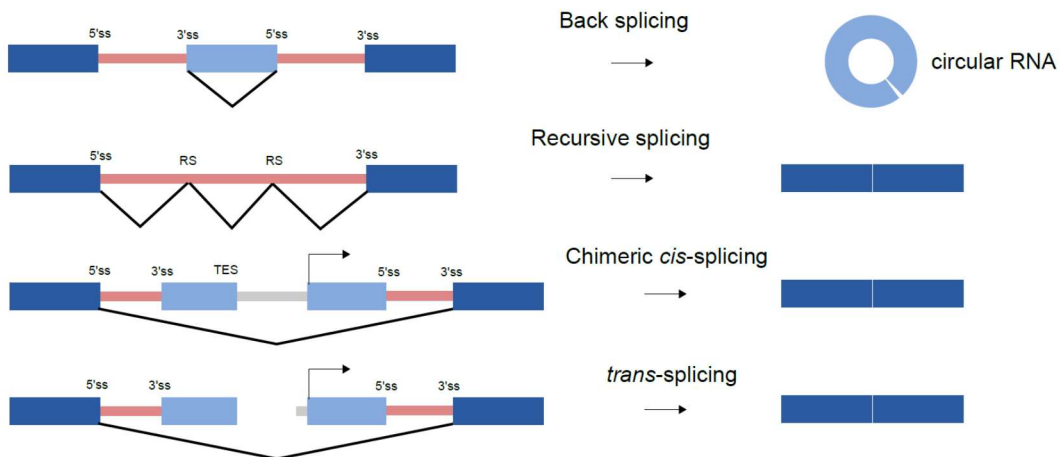 Back splicing
5'ss 3'ss 5'ss 3'ss
circular RNA
Recursive splicing
5'ss RS RS 3'ss
Chimeric cis-splicing
5'ss 3'ss TES 5'ss 3'ss
trans-splicing
5'ss 3'ss 5'ss 3'ss